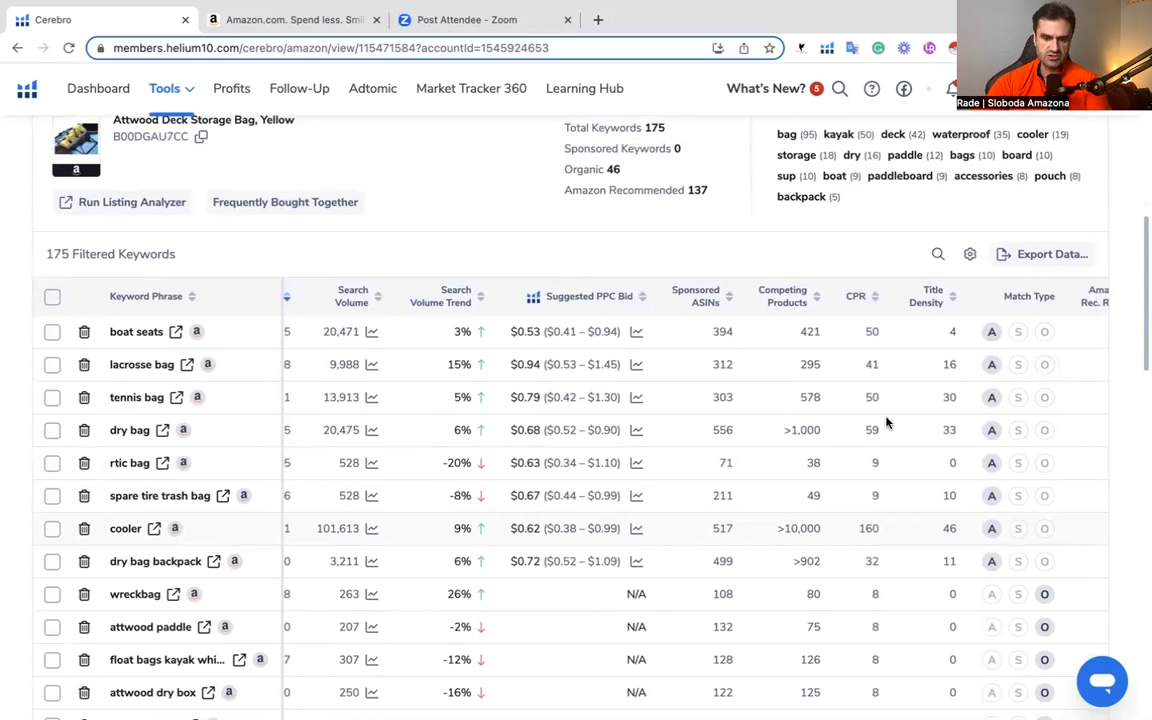 Cerebro
Amazon.com. Spend less. Smi
Post Attendee - Zoom
members.helium10.com/cerebro/amazon/view/115471584?accountId=1545924653
Rade | Sloboda Amazona
Dashboard Tools Profits Follow-Up Adtomic Market Tracker 360 Learning Hub What's New? 5
Attwood Deck Storage Bag, Yellow
B00DGAU7CC
Run Listing Analyzer
Frequently Bought Together
Total Keywords 175
Sponsored Keywords 0
Organic 46
Amazon Recommended 137
bag (95) kayak (50) deck (42) waterproof (35) cooler (19)
storage (18) dry (16) paddle (12) bags (10) board (10)
sup (10) boat (9) paddleboard (9) accessories (8) pouch (8)
backpack (5)
175 Filtered Keywords
Export Data...
Keyword Phrase Search Volume Search Volume Trend Suggested PPC Bid Sponsored ASINs Competing Products CPR Title Density Match Type Ama Rec. R
boat seats a 5 20,471 3% $0.53 ($0.41 – $0.94) 394 421 50 4 A S O
lacrosse bag a 8 9,988 15% $0.94 ($0.53 – $1.45) 312 295 41 16 A S O
tennis bag a 1 13,913 5% $0.79 ($0.42 – $1.30) 303 578 50 30 A S O
dry bag a 5 20,475 6% $0.68 ($0.52 – $0.90) 556 >1,000 59 33 A S O
rtic bag a 5 528 -20% $0.63 ($0.34 – $1.10) 71 38 9 0 A S O
spare tire trash bag a 6 528 -8% $0.67 ($0.44 – $0.99) 211 49 9 10 A S O
cooler a 1 101,613 9% $0.62 ($0.38 – $0.99) 517 >10,000 160 46 A S O
dry bag backpack a 0 3,211 6% $0.72 ($0.52 – $1.09) 499 >902 32 11 A S O
wreckbag a 8 263 26% N/A 108 80 8 0 A S O
attwood paddle a 0 207 -2% N/A 132 75 8 0 A S O
float bags kayak whi... a 7 307 -12% N/A 128 126 8 0 A S O
attwood dry box a 0 250 -16% N/A 122 125 8 0 A S O